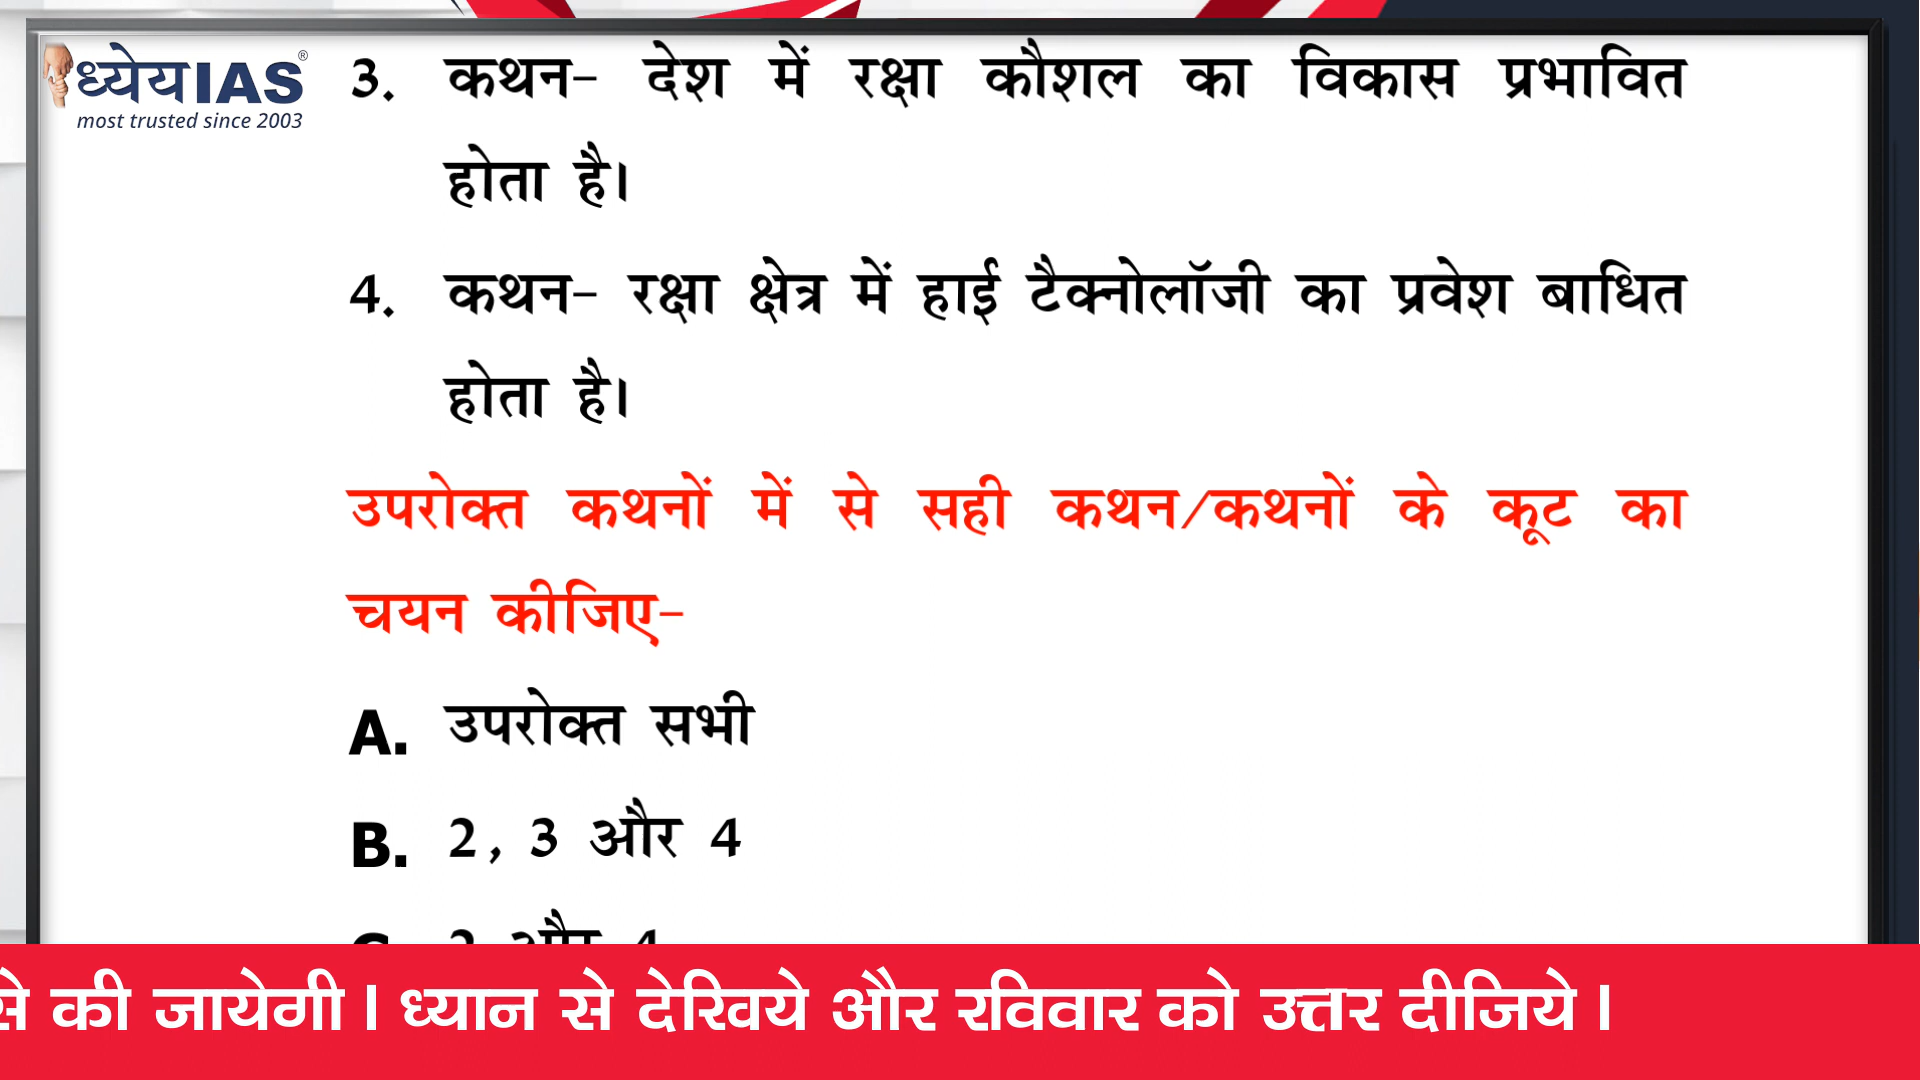 ध्येयIAS®
most trusted since 2003
3. कथन- देश में रक्षा कौशल का विकास प्रभावित
होता है।
4. कथन- रक्षा क्षेत्र में हाई टैक्नोलॉजी का प्रवेश बाधित
होता है।
उपरोक्त कथनों में से सही कथन/कथनों के कूट का
चयन कीजिए-
A. उपरोक्त सभी
B. 2, 3 और 4
से की जायेगी। ध्यान से देखिये और रविवार को उत्तर दीजिये।